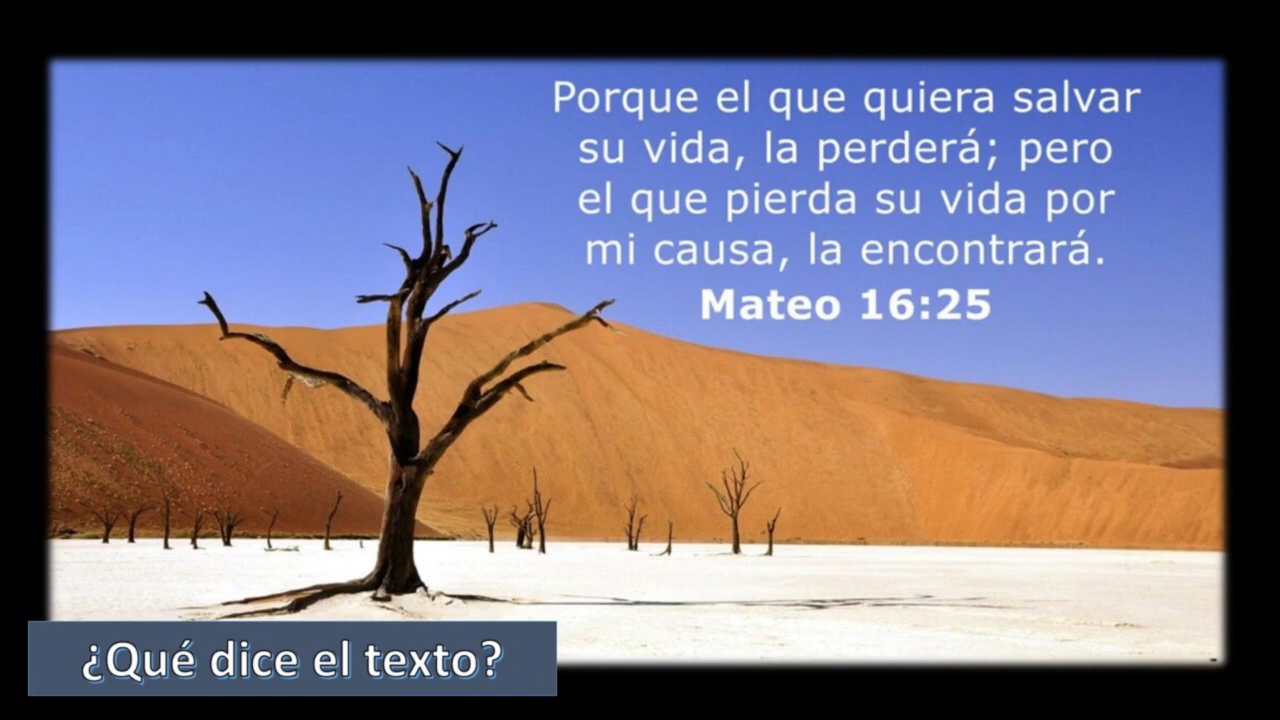 Porque el que quiera salvar
su vida, la perderá; pero
el que pierda su vida por
mi causa, la encontrará.
Mateo 16:25
¿Qué dice el texto?